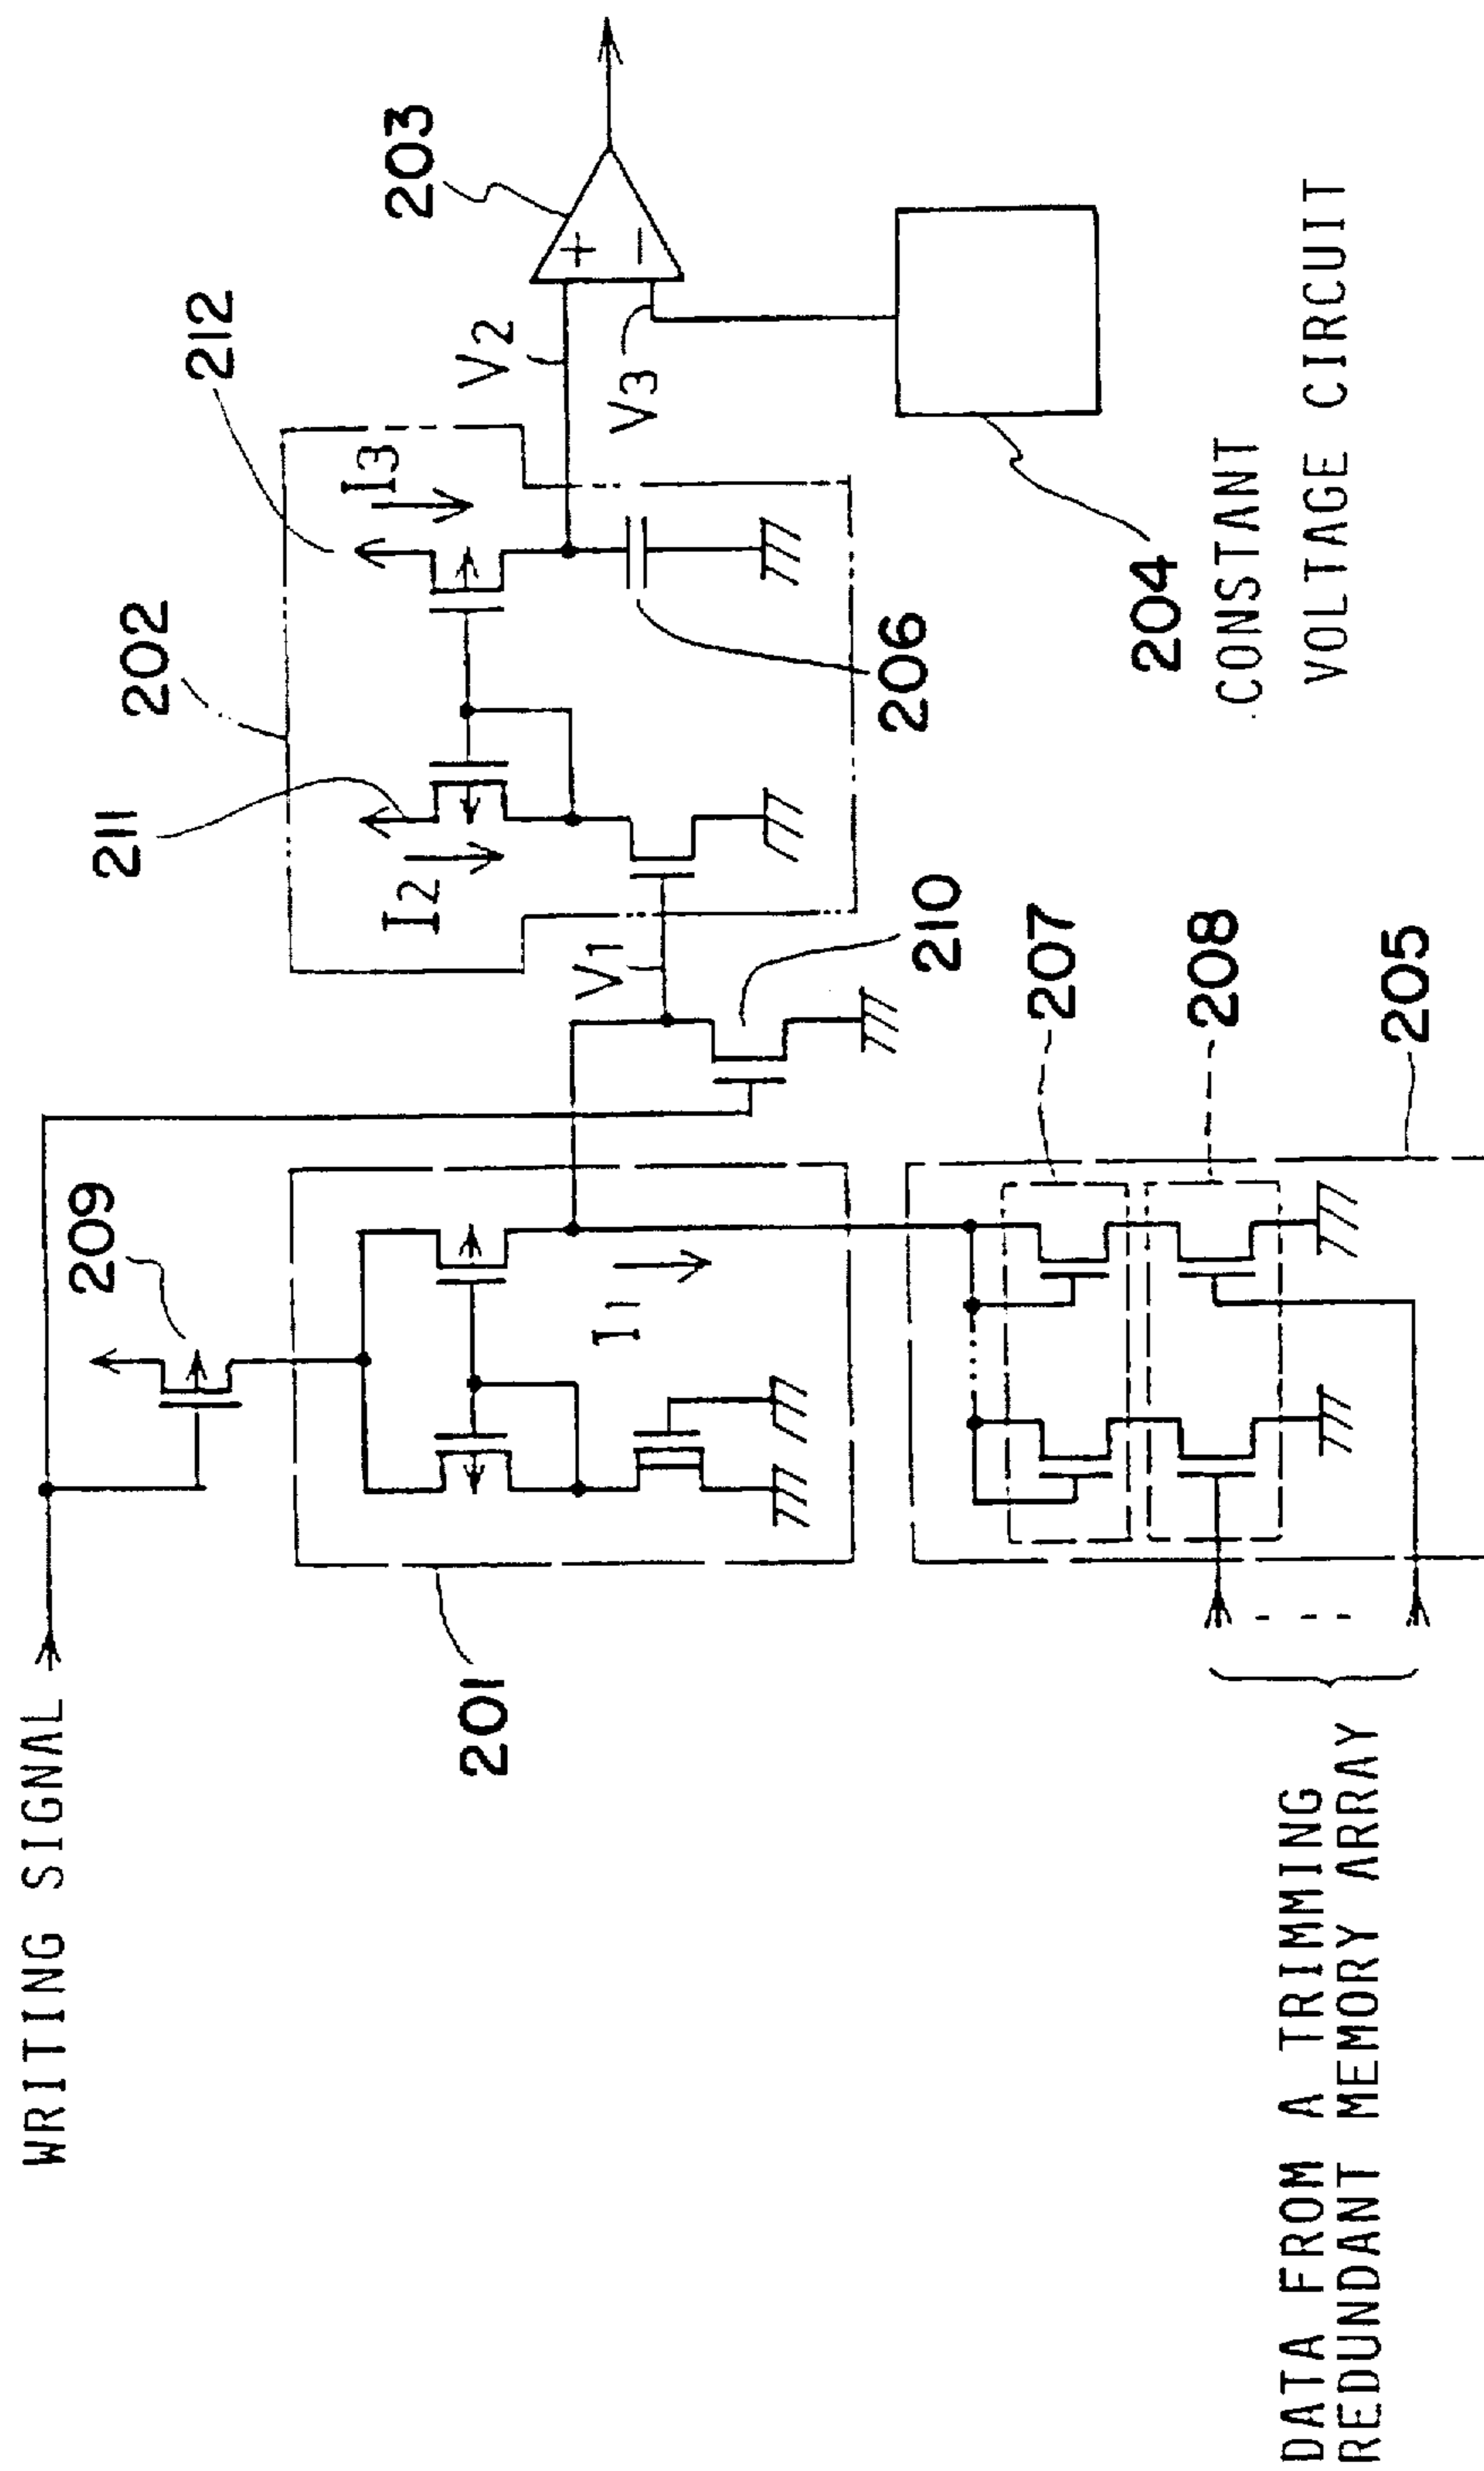 WRITING SIGNAL
209
201
I1
V1
210
211
202
212
I2
I3
V2
V3
203
206
204
CONSTANT
VOLTAGE CIRCUIT
207
208
205
DATA FROM A TRIMMING
REDUNDANT MEMORY ARRAY
+
−